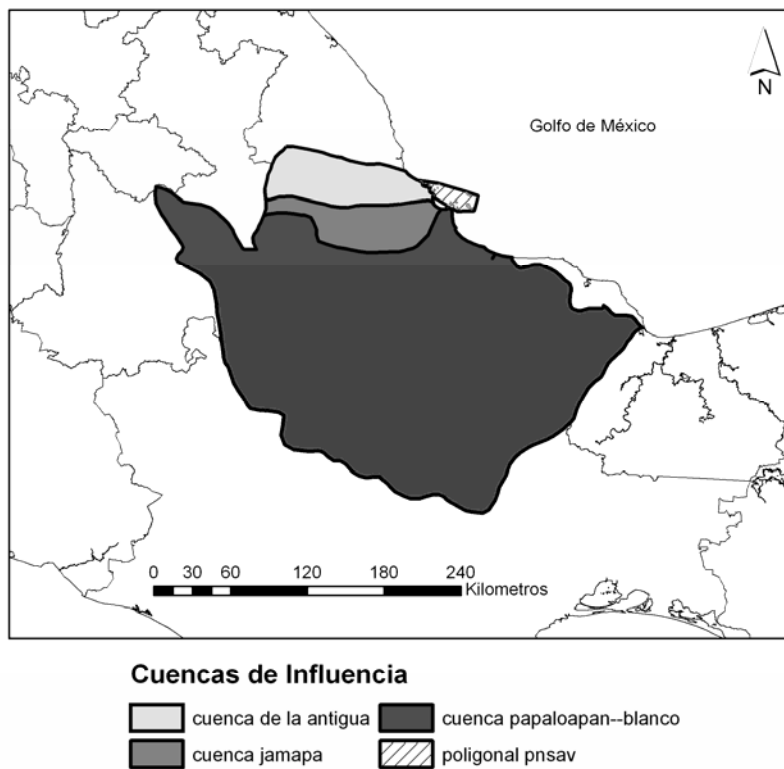 N
Golfo de México
0 30 60 120 180 240
Kilometros
Cuencas de Influencia
cuenca de la antigua
cuenca papaloapan--blanco
cuenca jamapa
poligonal pnsav